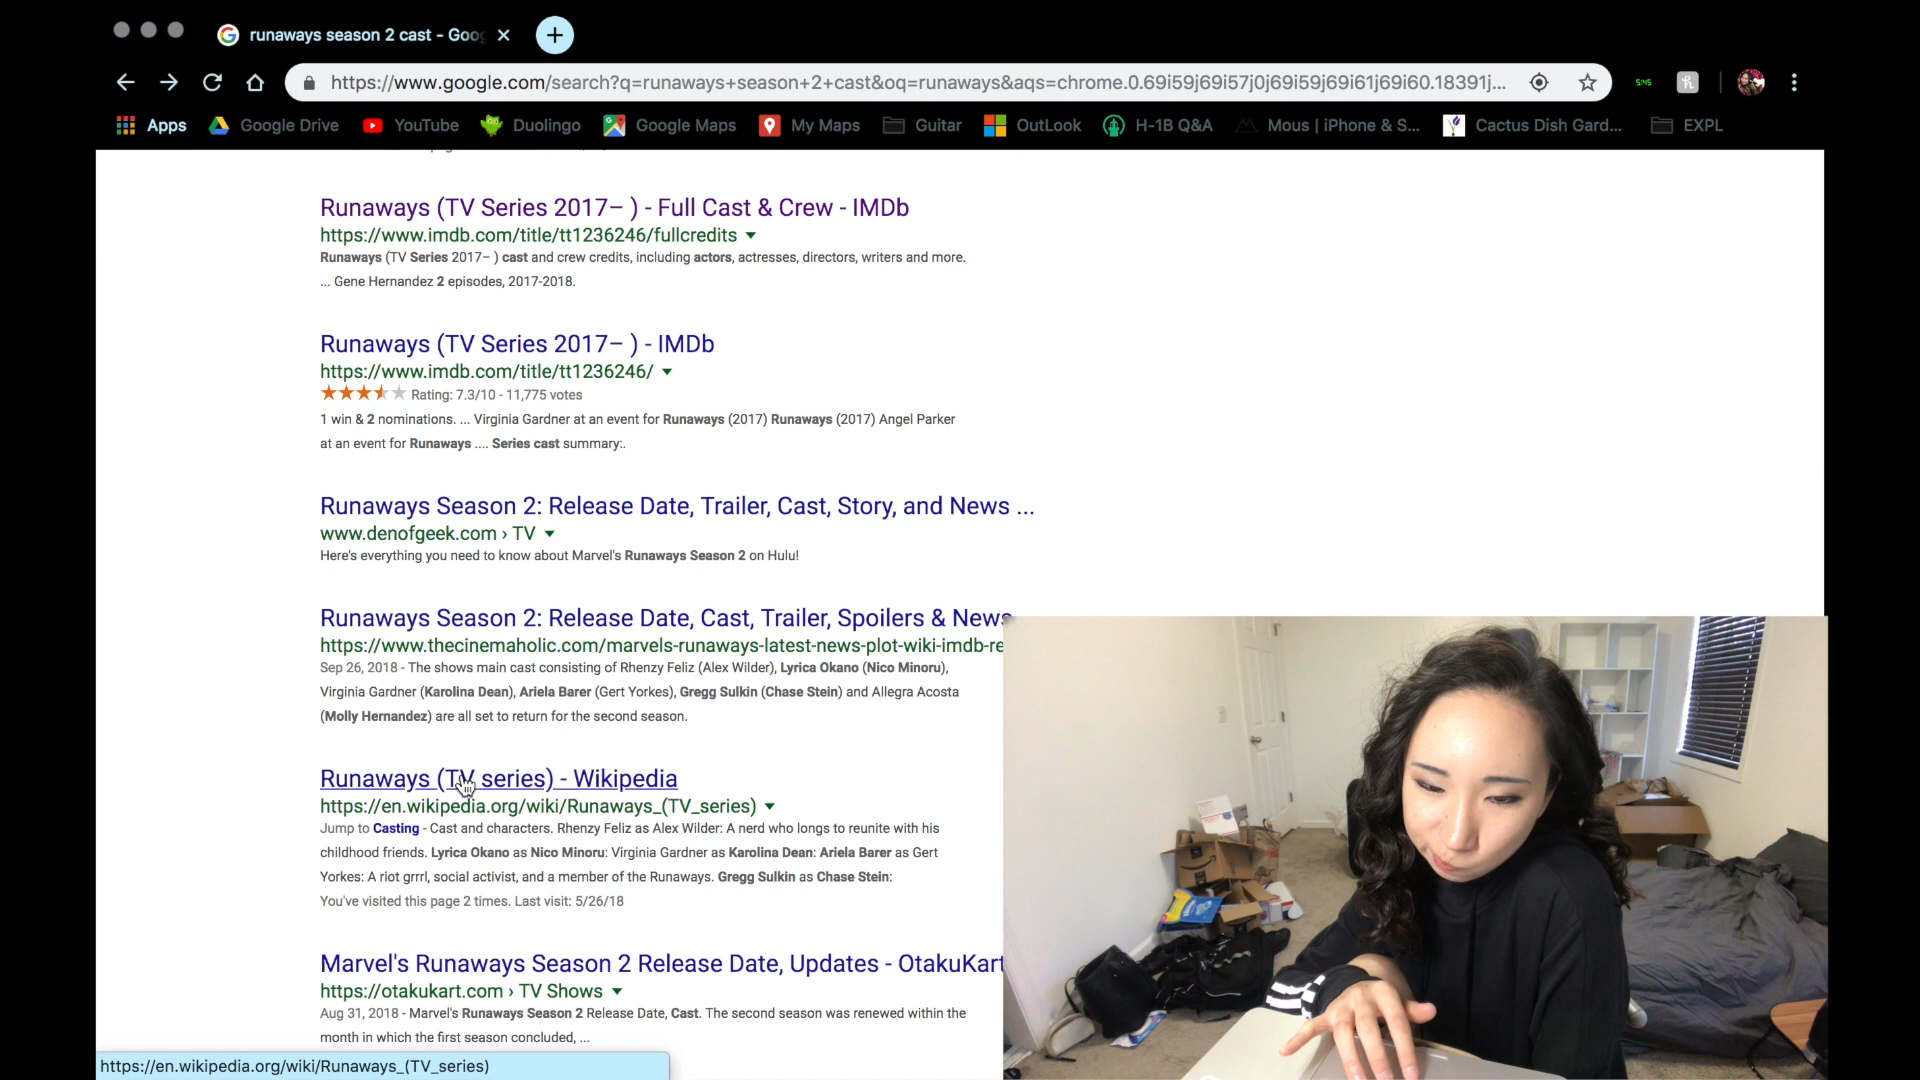 runaways season 2 cast - Goog
https://www.google.com/search?q=runaways+season+2+cast&oq=runaways&aqs=chrome.0.69i59j69i57j0j69i59j69i61j69i60.18391j...
5:45
Apps Google Drive YouTube Duolingo Google Maps My Maps Guitar OutLook H-1B Q&A Mous | iPhone & S... Cactus Dish Gard... EXPL
Runaways (TV Series 2017– ) - Full Cast & Crew - IMDb
https://www.imdb.com/title/tt1236246/fullcredits
Runaways (TV Series 2017– ) cast and crew credits, including actors, actresses, directors, writers and more.
... Gene Hernandez 2 episodes, 2017-2018.
Runaways (TV Series 2017– ) - IMDb
https://www.imdb.com/title/tt1236246/
Rating: 7.3/10 - 11,775 votes
1 win & 2 nominations. ... Virginia Gardner at an event for Runaways (2017) Runaways (2017) Angel Parker
at an event for Runaways .... Series cast summary:.
Runaways Season 2: Release Date, Trailer, Cast, Story, and News ...
www.denofgeek.com › TV
Here's everything you need to know about Marvel's Runaways Season 2 on Hulu!
Runaways Season 2: Release Date, Cast, Trailer, Spoilers & News
https://www.thecinemaholic.com/marvels-runaways-latest-news-plot-wiki-imdb-re
Sep 26, 2018 - The shows main cast consisting of Rhenzy Feliz (Alex Wilder), Lyrica Okano (Nico Minoru),
Virginia Gardner (Karolina Dean), Ariela Barer (Gert Yorkes), Gregg Sulkin (Chase Stein) and Allegra Acosta
(Molly Hernandez) are all set to return for the second season.
Runaways (TV series) - Wikipedia
https://en.wikipedia.org/wiki/Runaways_(TV_series)
Jump to Casting - Cast and characters. Rhenzy Feliz as Alex Wilder: A nerd who longs to reunite with his
childhood friends. Lyrica Okano as Nico Minoru: Virginia Gardner as Karolina Dean: Ariela Barer as Gert
Yorkes: A riot grrrl, social activist, and a member of the Runaways. Gregg Sulkin as Chase Stein:
You've visited this page 2 times. Last visit: 5/26/18
Marvel's Runaways Season 2 Release Date, Updates - OtakuKart
https://otakukart.com › TV Shows
Aug 31, 2018 - Marvel's Runaways Season 2 Release Date, Cast. The second season was renewed within the
month in which the first season concluded, ...
https://en.wikipedia.org/wiki/Runaways_(TV_series)